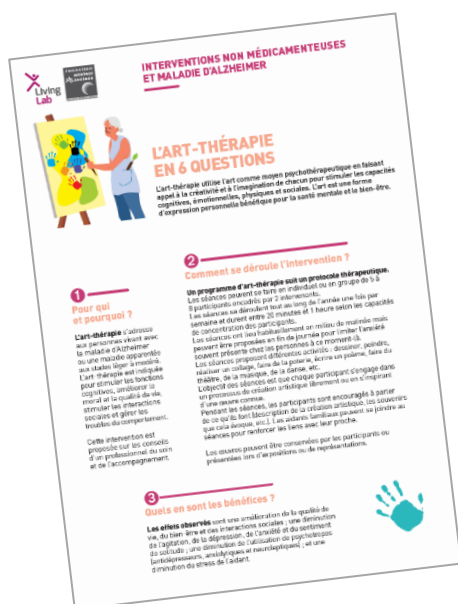 Living
Lab
FONDATION
MÉDÉRIC
ALZHEIMER
INTERVENTIONS NON MÉDICAMENTEUSES
ET MALADIE D'ALZHEIMER
L'ART-THÉRAPIE
EN 6 QUESTIONS
L'art-thérapie utilise l'art comme moyen psychothérapeutique en faisant
appel à la créativité et à l'imagination de chacun pour stimuler les capacités
cognitives, émotionnelles, physiques et sociales. L'art est une forme
d'expression personnelle bénéfique pour la santé mentale et le bien-être.
1
Pour qui
et pourquoi ?
L'art-thérapie s'adresse
aux personnes vivant avec
la maladie d'Alzheimer
ou une maladie apparentée
aux stades léger à modéré.
L'art-thérapie est indiquée
pour stimuler les fonctions
cognitives, améliorer le
moral et la qualité de vie,
stimuler les interactions
sociales et gérer les
troubles du comportement.
Cette intervention est
proposée sur les conseils
d'un professionnel du soin
et de l'accompagnement.
2
Comment se déroule l'intervention ?
Un programme d'art-thérapie suit un protocole thérapeutique.
Les séances peuvent se faire en individuel ou en groupe de 5 à
8 participants encadrés par 2 intervenants.
Les séances se déroulent tout au long de l'année une fois par
semaine et durent entre 20 minutes et 1 heure selon les capacités
de concentration des participants.
Les séances ont lieu habituellement en milieu de matinée mais
peuvent être proposées en fin de journée pour limiter l'anxiété
souvent présente chez les personnes à ce moment-là.
Les séances proposent différentes activités : dessiner, peindre,
réaliser un collage, faire de la poterie, écrire un poème, faire du
théâtre, de la musique, de la danse, etc.
L'objectif des séances est que chaque participant s'engage dans
un processus de création artistique librement ou en s'inspirant
d'une œuvre connue.
Pendant les séances, les participants sont encouragés à parler
de ce qu'ils font (description de la création artistique, les souvenirs
que cela évoque, etc.). Les aidants familiaux peuvent se joindre au
séances pour renforcer les liens avec leur proche.
Les œuvres peuvent être conservées par les participants ou
présentées lors d'expositions ou de représentations.
3
Quels en sont les bénéfices ?
Les effets observés sont une amélioration de la qualité de
vie, du bien-être et des interactions sociales ; une diminution
de l'agitation, de la dépression, de l'anxiété et du sentiment
de solitude ; une diminution de l'utilisation de psychotropes
(antidépresseurs, anxiolytiques et neuroleptiques) ; et une
diminution du stress de l'aidant.